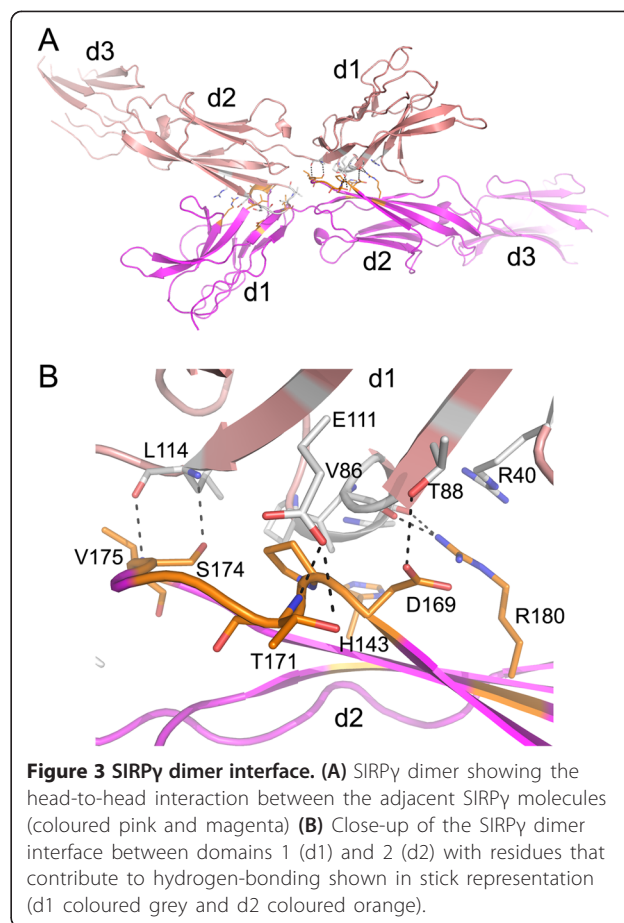 A
d3
d2
d1
d1
d2
d3
B
d1
E111
L114
V86
T88
R40
V175
S174
D169
R180
H143
T171
d2
Figure 3 SIRPγ dimer interface. (A) SIRPγ dimer showing the
head-to-head interaction between the adjacent SIRPγ molecules
(coloured pink and magenta) (B) Close-up of the SIRPγ dimer
interface between domains 1 (d1) and 2 (d2) with residues that
contribute to hydrogen-bonding shown in stick representation
(d1 coloured grey and d2 coloured orange).